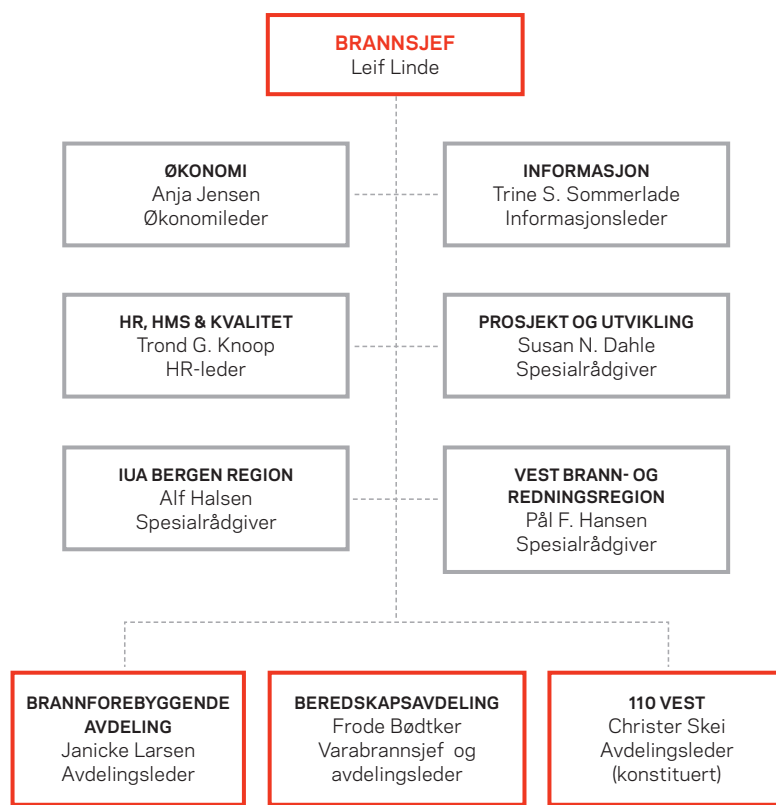 BRANNSJEF
Leif Linde
ØKONOMI
Anja Jensen
Økonomileder
INFORMASJON
Trine S. Sommerlade
Informasjonsleder
HR, HMS & KVALITET
Trond G. Knoop
HR-leder
PROSJEKT OG UTVIKLING
Susan N. Dahle
Spesialrådgiver
IUA BERGEN REGION
Alf Halsen
Spesialrådgiver
VEST BRANN- OG
REDNINGSREGION
Pål F. Hansen
Spesialrådgiver
BRANNFOREBYGGENDE
AVDELING
Janicke Larsen
Avdelingsleder
BEREDSKAPSAVDELING
Frode Bødtker
Varabrannsjef og
avdelingsleder
110 VEST
Christer Skei
Avdelingsleder
(konstituert)